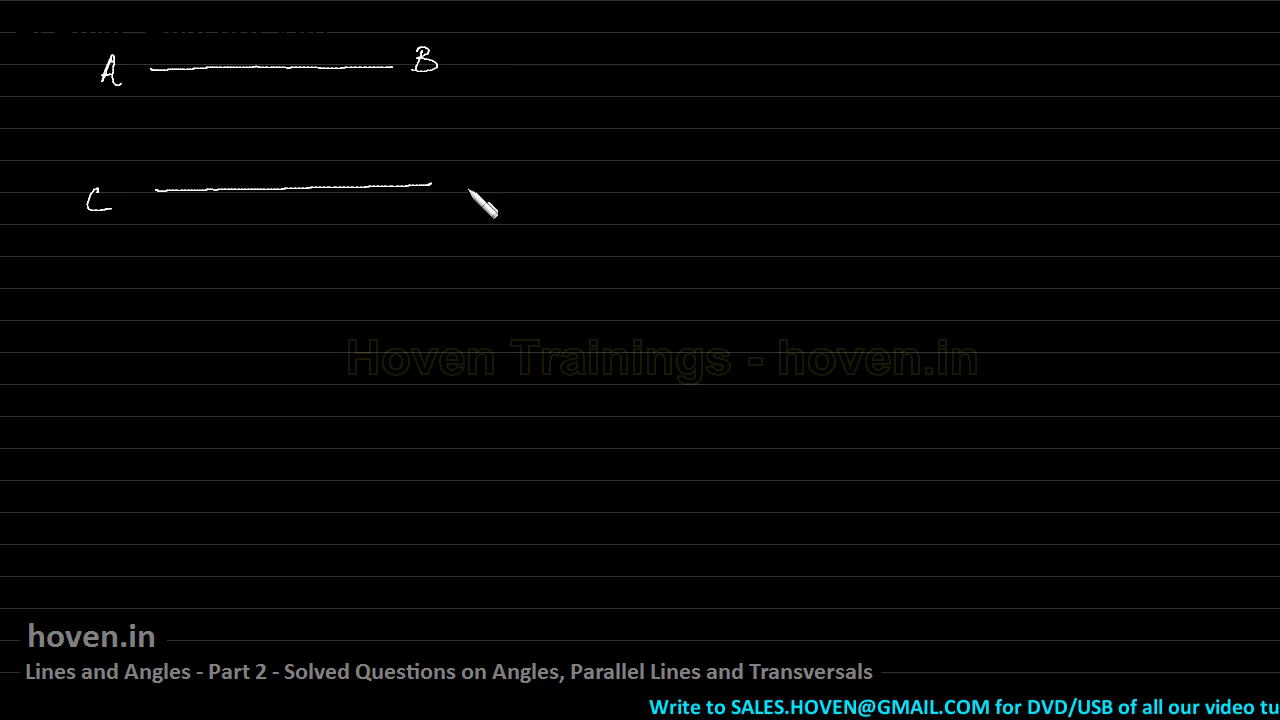 A B
C
Hoven Trainings - hoven.in
hoven.in
Lines and Angles - Part 2 - Solved Questions on Angles, Parallel Lines and Transversals
Write to SALES.HOVEN@GMAIL.COM for DVD/USB of all our video tu